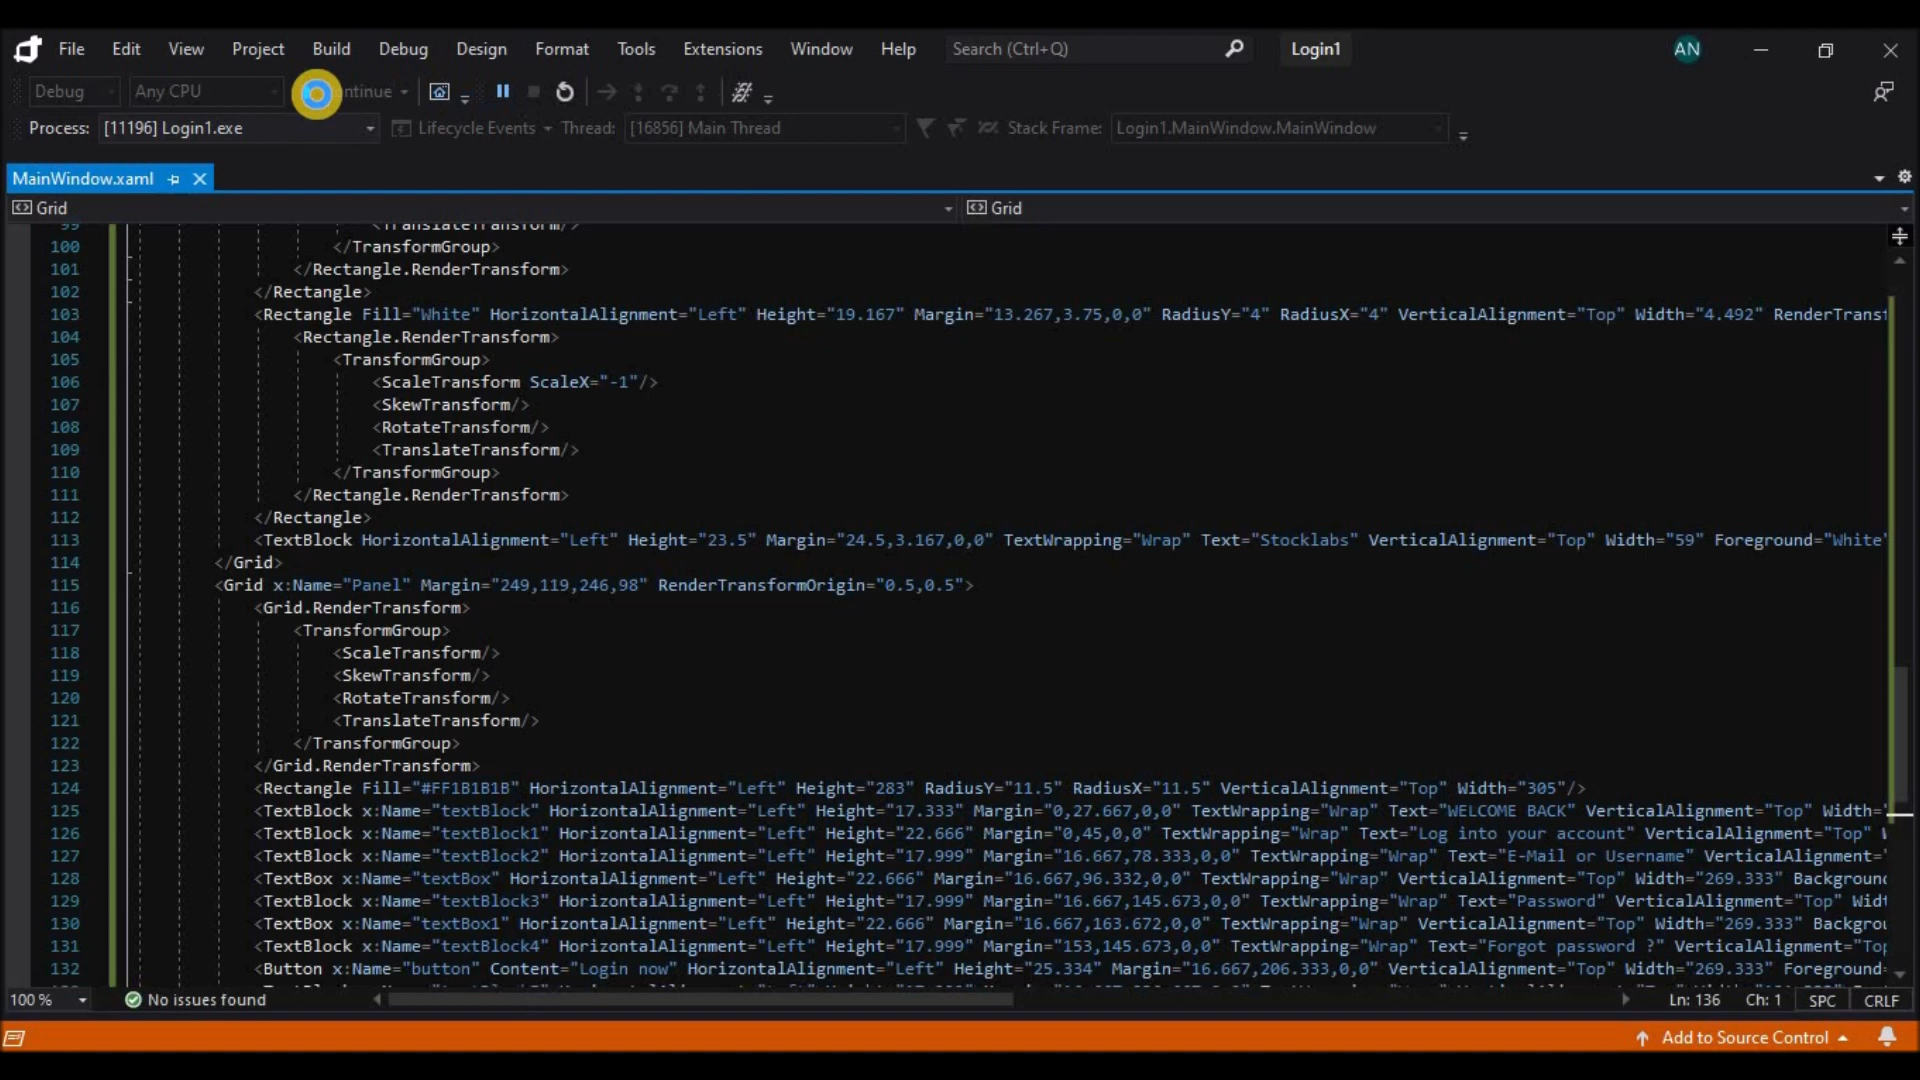 File Edit View Project Build Debug Design Format Tools Extensions Window Help Search (Ctrl+Q) Login1 AN
Debug Any CPU ntinue
Process: [11196] Login1.exe Lifecycle Events Thread: [16856] Main Thread Stack Frame: Login1.MainWindow.MainWindow
MainWindow.xaml
Grid Grid
99 <TranslateTransform/>
100 </TransformGroup>
101 </Rectangle.RenderTransform>
102 </Rectangle>
103 <Rectangle Fill="White" HorizontalAlignment="Left" Height="19.167" Margin="13.267,3.75,0,0" RadiusY="4" RadiusX="4" VerticalAlignment="Top" Width="4.492" RenderTransf
104 <Rectangle.RenderTransform>
105 <TransformGroup>
106 <ScaleTransform ScaleX="-1"/>
107 <SkewTransform/>
108 <RotateTransform/>
109 <TranslateTransform/>
110 </TransformGroup>
111 </Rectangle.RenderTransform>
112 </Rectangle>
113 <TextBlock HorizontalAlignment="Left" Height="23.5" Margin="24.5,3.167,0,0" TextWrapping="Wrap" Text="Stocklabs" VerticalAlignment="Top" Width="59" Foreground="White"
114 </Grid>
115 <Grid x:Name="Panel" Margin="249,119,246,98" RenderTransformOrigin="0.5,0.5">
116 <Grid.RenderTransform>
117 <TransformGroup>
118 <ScaleTransform/>
119 <SkewTransform/>
120 <RotateTransform/>
121 <TranslateTransform/>
122 </TransformGroup>
123 </Grid.RenderTransform>
124 <Rectangle Fill="#FF1B1B1B" HorizontalAlignment="Left" Height="283" RadiusY="11.5" RadiusX="11.5" VerticalAlignment="Top" Width="305"/>
125 <TextBlock x:Name="textBlock" HorizontalAlignment="Left" Height="17.333" Margin="0,27.667,0,0" TextWrapping="Wrap" Text="WELCOME BACK" VerticalAlignment="Top" Width="
126 <TextBlock x:Name="textBlock1" HorizontalAlignment="Left" Height="22.666" Margin="0,45,0,0" TextWrapping="Wrap" Text="Log into your account" VerticalAlignment="Top" W
127 <TextBlock x:Name="textBlock2" HorizontalAlignment="Left" Height="17.999" Margin="16.667,78.333,0,0" TextWrapping="Wrap" Text="E-Mail or Username" VerticalAlignment="
128 <TextBox x:Name="textBox" HorizontalAlignment="Left" Height="22.666" Margin="16.667,96.332,0,0" TextWrapping="Wrap" VerticalAlignment="Top" Width="269.333" Background
129 <TextBlock x:Name="textBlock3" HorizontalAlignment="Left" Height="17.999" Margin="16.667,145.673,0,0" TextWrapping="Wrap" Text="Password" VerticalAlignment="Top" Widt
130 <TextBox x:Name="textBox1" HorizontalAlignment="Left" Height="22.666" Margin="16.667,163.672,0,0" TextWrapping="Wrap" VerticalAlignment="Top" Width="269.333" Backgrou
131 <TextBlock x:Name="textBlock4" HorizontalAlignment="Left" Height="17.999" Margin="153,145.673,0,0" TextWrapping="Wrap" Text="Forgot password ?" VerticalAlignment="Top
132 <Button x:Name="button" Content="Login now" HorizontalAlignment="Left" Height="25.334" Margin="16.667,206.333,0,0" VerticalAlignment="Top" Width="269.333" Foreground=
100 % No issues found Ln: 136 Ch: 1 SPC CRLF
Add to Source Control